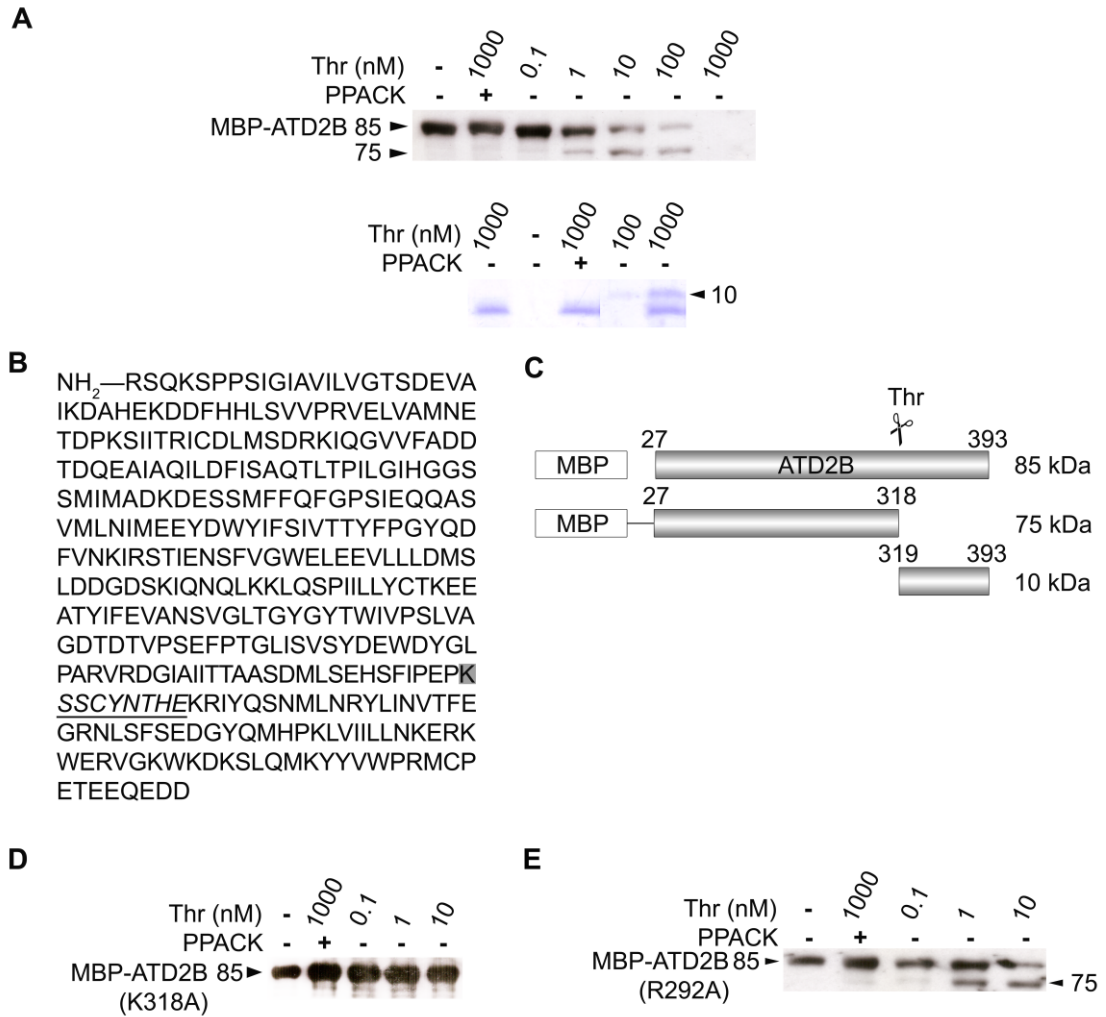 A
Thr (nM) - 1000 0.1 1 10 100 1000
PPACK - + - - - - -
MBP-ATD2B 85
75
Thr (nM) 1000 - 1000 100 1000
PPACK - - + - -
10
B
NH2—RSQKSPPSIGIAVILVGTSDEVA
IKDAHEKDDFHHLSVVPRVELVAMNE
TDPKSIITRICDLMSDRKIQGVVFADD
TDQEAIAQILDFISAQTLTPILGIHGGS
SMIMADKDESSMFFQFGPSIEQQAS
VMLNIMEEYDWYIFSIVTTYFPGYQD
FVNKIRSTIENSFVGWELEEVLLLDMS
LDDGDSKIQNQLKKLQSPIILLYCTKEE
ATYIFEVANSVGLTGYGYTWIVPSLVA
GDTDTVPSEFPTGLISVSYDEWDYGL
PARVRDGIAIITTAASDMLSEHSFIPEPK
SSCYNTHEKRIYQSNMLNRYLINVTFE
GRNLSFSEDGYQMHPKLVIILLNKERK
WERVGKWKDKSLQMKYYVWPRMCP
ETEEQEDD
C
Thr
27 393
MBP ATD2B 85 kDa
27 318
MBP 75 kDa
319 393
10 kDa
D
Thr (nM) - 1000 0.1 1 10
PPACK - + - - -
MBP-ATD2B 85
(K318A)
E
Thr (nM) - 1000 0.1 1 10
PPACK - + - - -
MBP-ATD2B 85
(R292A)
75